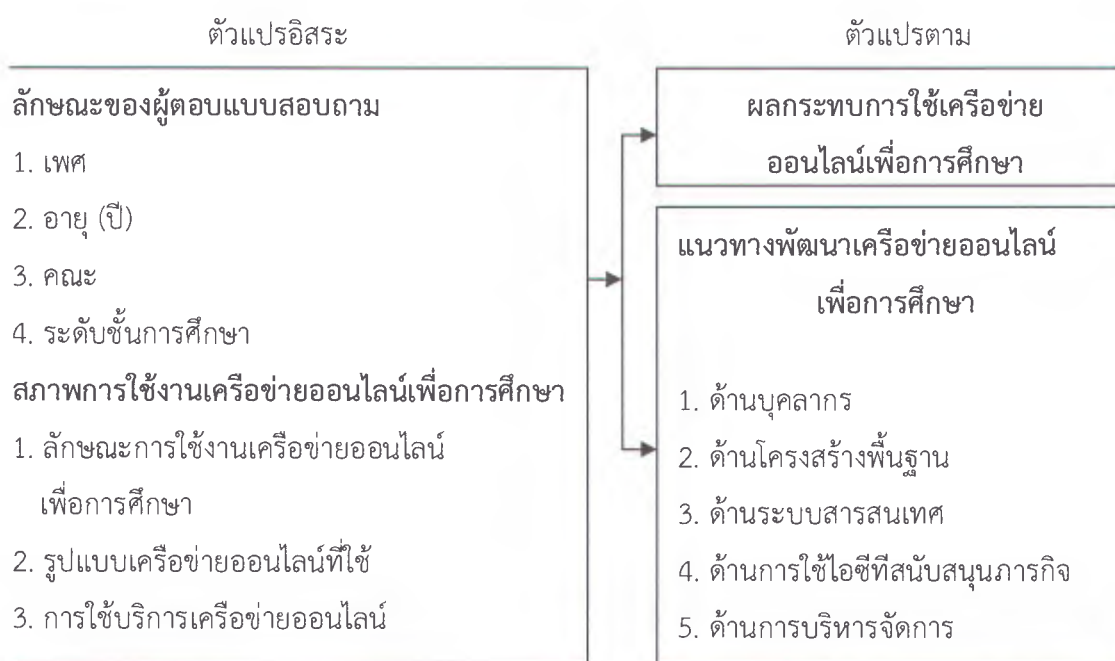 ตัวแปรอิสระ
ลักษณะของผู้ตอบแบบสอบถาม
1. เพศ
2. อายุ (ปี)
3. คณะ
4. ระดับชั้นการศึกษา
สภาพการใช้งานเครือข่ายออนไลน์เพื่อการศึกษา
1. ลักษณะการใช้งานเครือข่ายออนไลน์
เพื่อการศึกษา
2. รูปแบบเครือข่ายออนไลน์ที่ใช้
3. การใช้บริการเครือข่ายออนไลน์
ตัวแปรตาม
ผลกระทบการใช้เครือข่าย
ออนไลน์เพื่อการศึกษา
แนวทางพัฒนาเครือข่ายออนไลน์
เพื่อการศึกษา
1. ด้านบุคลากร
2. ด้านโครงสร้างพื้นฐาน
3. ด้านระบบสารสนเทศ
4. ด้านการใช้ไอซีทีสนับสนุนภารกิจ
5. ด้านการบริหารจัดการ